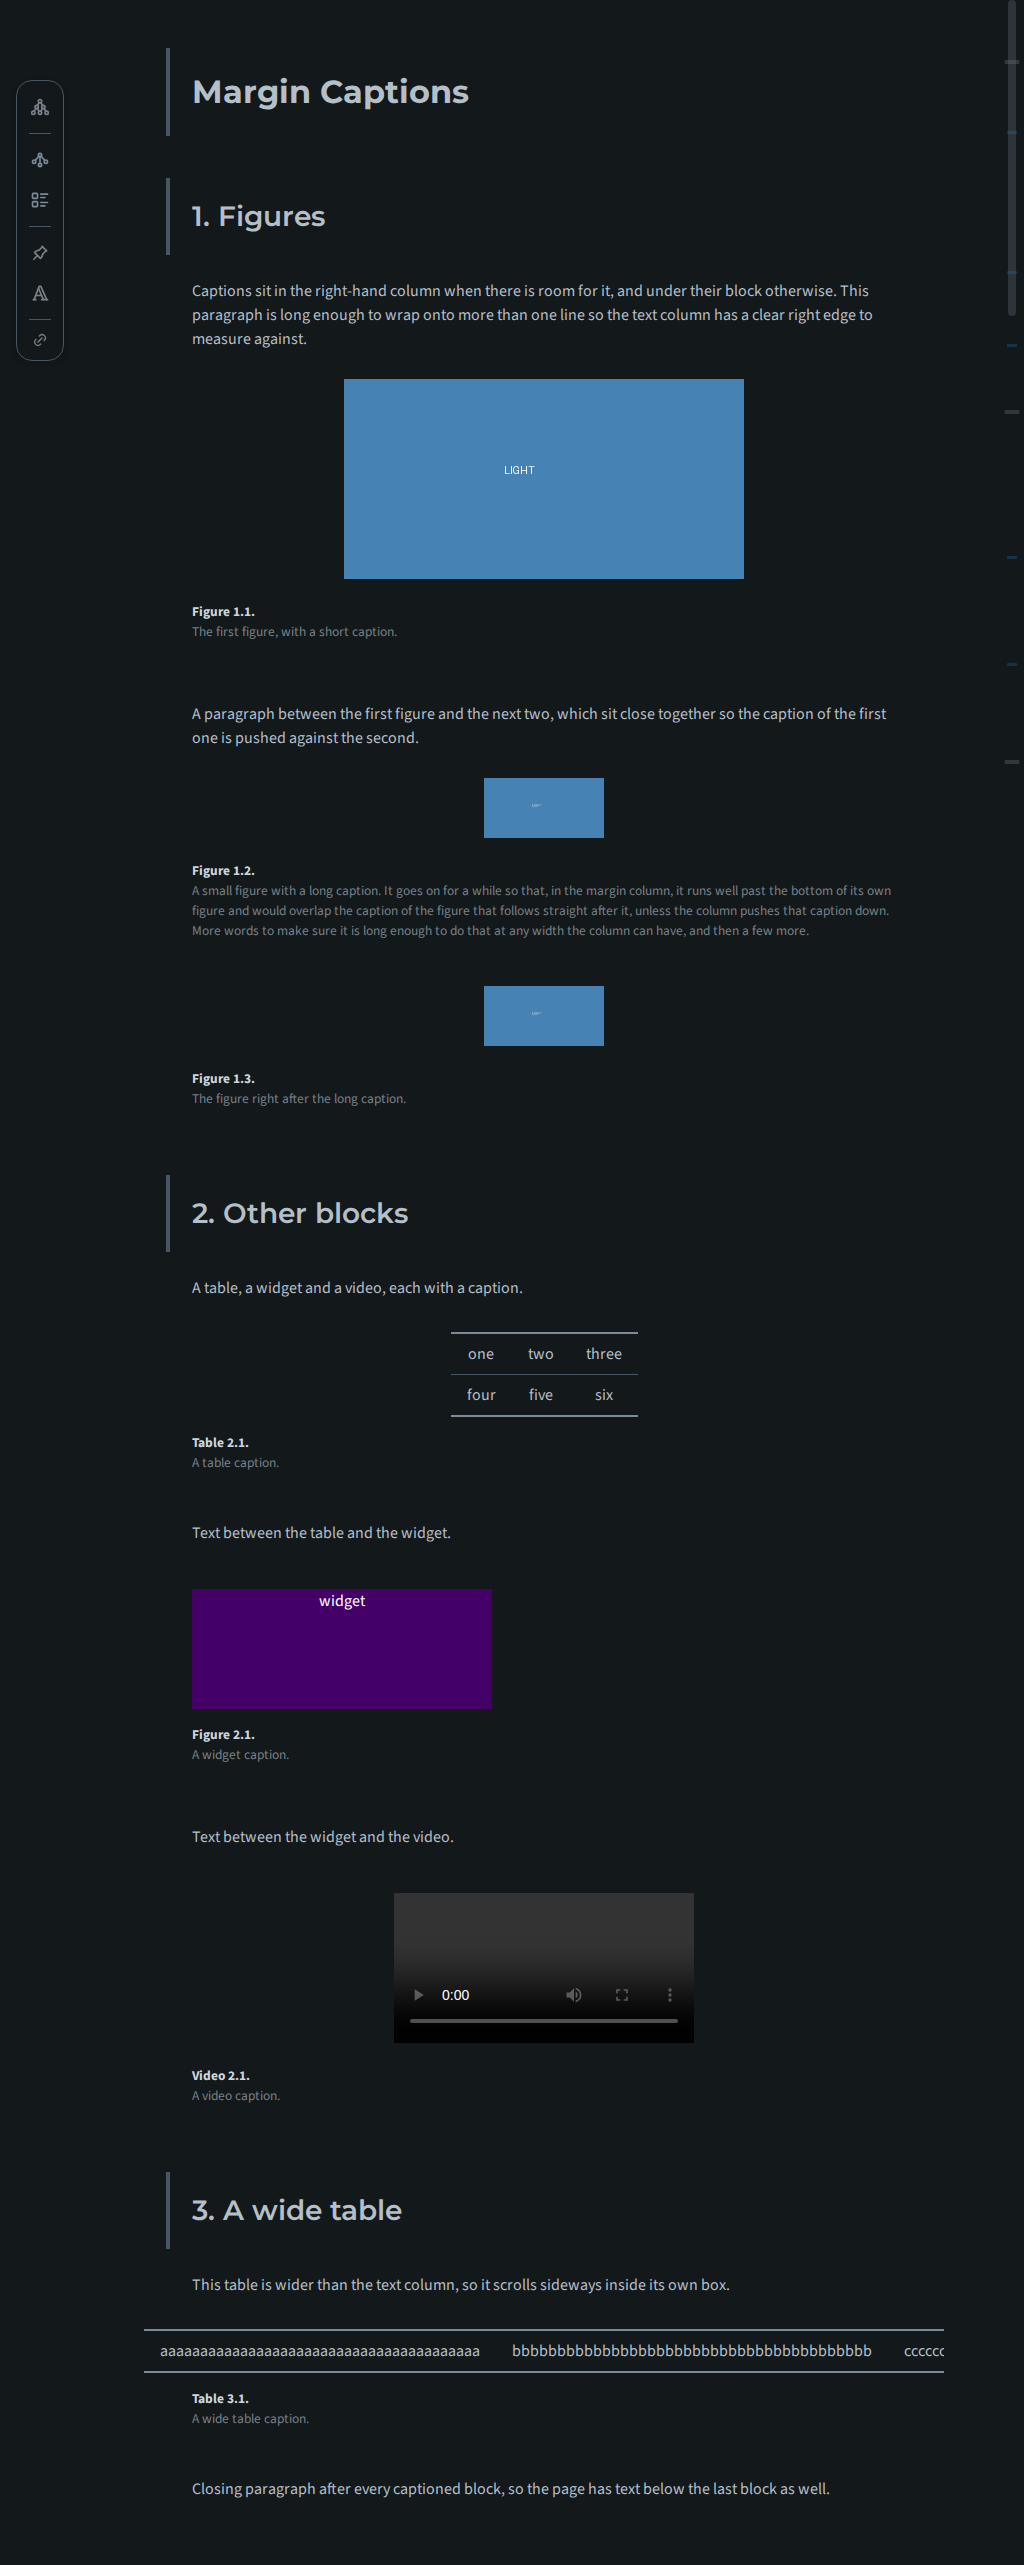 Margin Captions
1. Figures
Captions sit in the right-hand column when there is room for it, and under their block otherwise. This
paragraph is long enough to wrap onto more than one line so the text column has a clear right edge to
measure against.
LIGHT
Figure 1.1.
The first figure, with a short caption.
A paragraph between the first figure and the next two, which sit close together so the caption of the first
one is pushed against the second.
Figure 1.2.
A small figure with a long caption. It goes on for a while so that, in the margin column, it runs well past the bottom of its own
figure and would overlap the caption of the figure that follows straight after it, unless the column pushes that caption down.
More words to make sure it is long enough to do that at any width the column can have, and then a few more.
Figure 1.3.
The figure right after the long caption.
2. Other blocks
A table, a widget and a video, each with a caption.
one two three
four five six
Table 2.1.
A table caption.
Text between the table and the widget.
widget
Figure 2.1.
A widget caption.
Text between the widget and the video.
0:00
Video 2.1.
A video caption.
3. A wide table
This table is wider than the text column, so it scrolls sideways inside its own box.
aaaaaaaaaaaaaaaaaaaaaaaaaaaaaaaaaaaaaaaa bbbbbbbbbbbbbbbbbbbbbbbbbbbbbbbbbbbbbbbb cccccc
Table 3.1.
A wide table caption.
Closing paragraph after every captioned block, so the page has text below the last block as well.